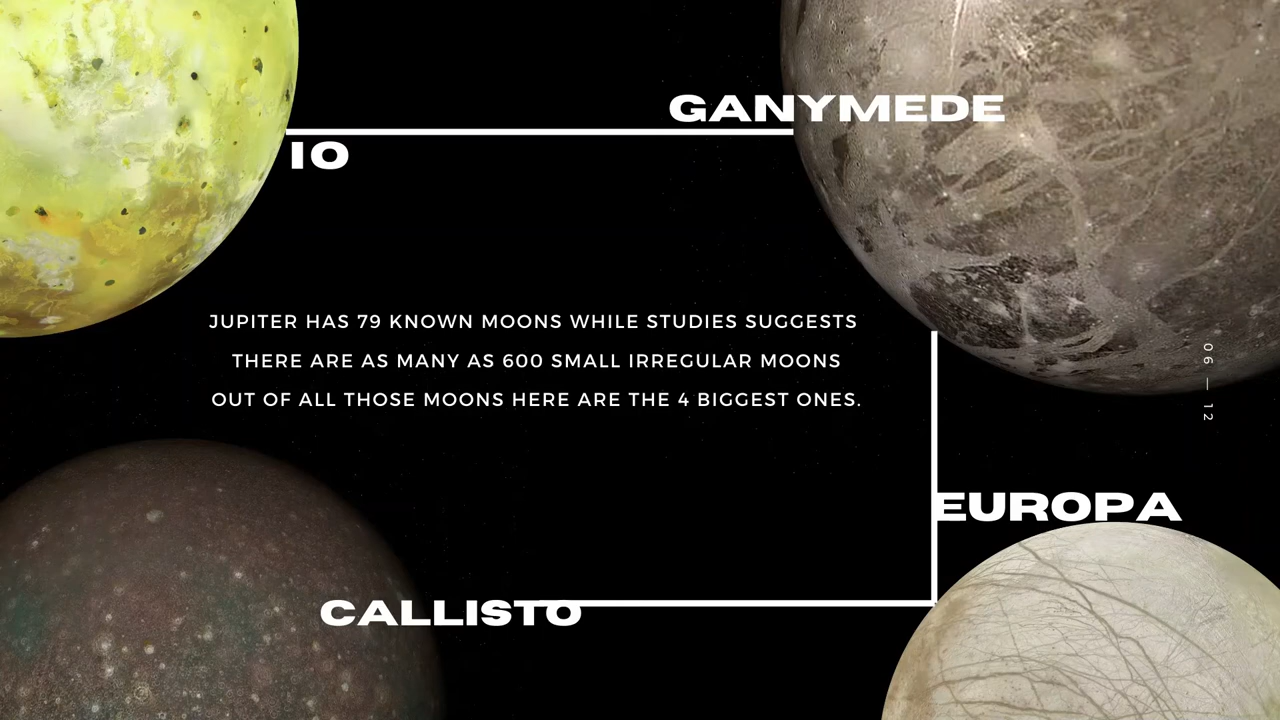 GANYMEDE
IO
JUPITER HAS 79 KNOWN MOONS WHILE STUDIES SUGGESTS
THERE ARE AS MANY AS 600 SMALL IRREGULAR MOONS
OUT OF ALL THOSE MOONS HERE ARE THE 4 BIGGEST ONES.
06 — 12
EUROPA
CALLISTO